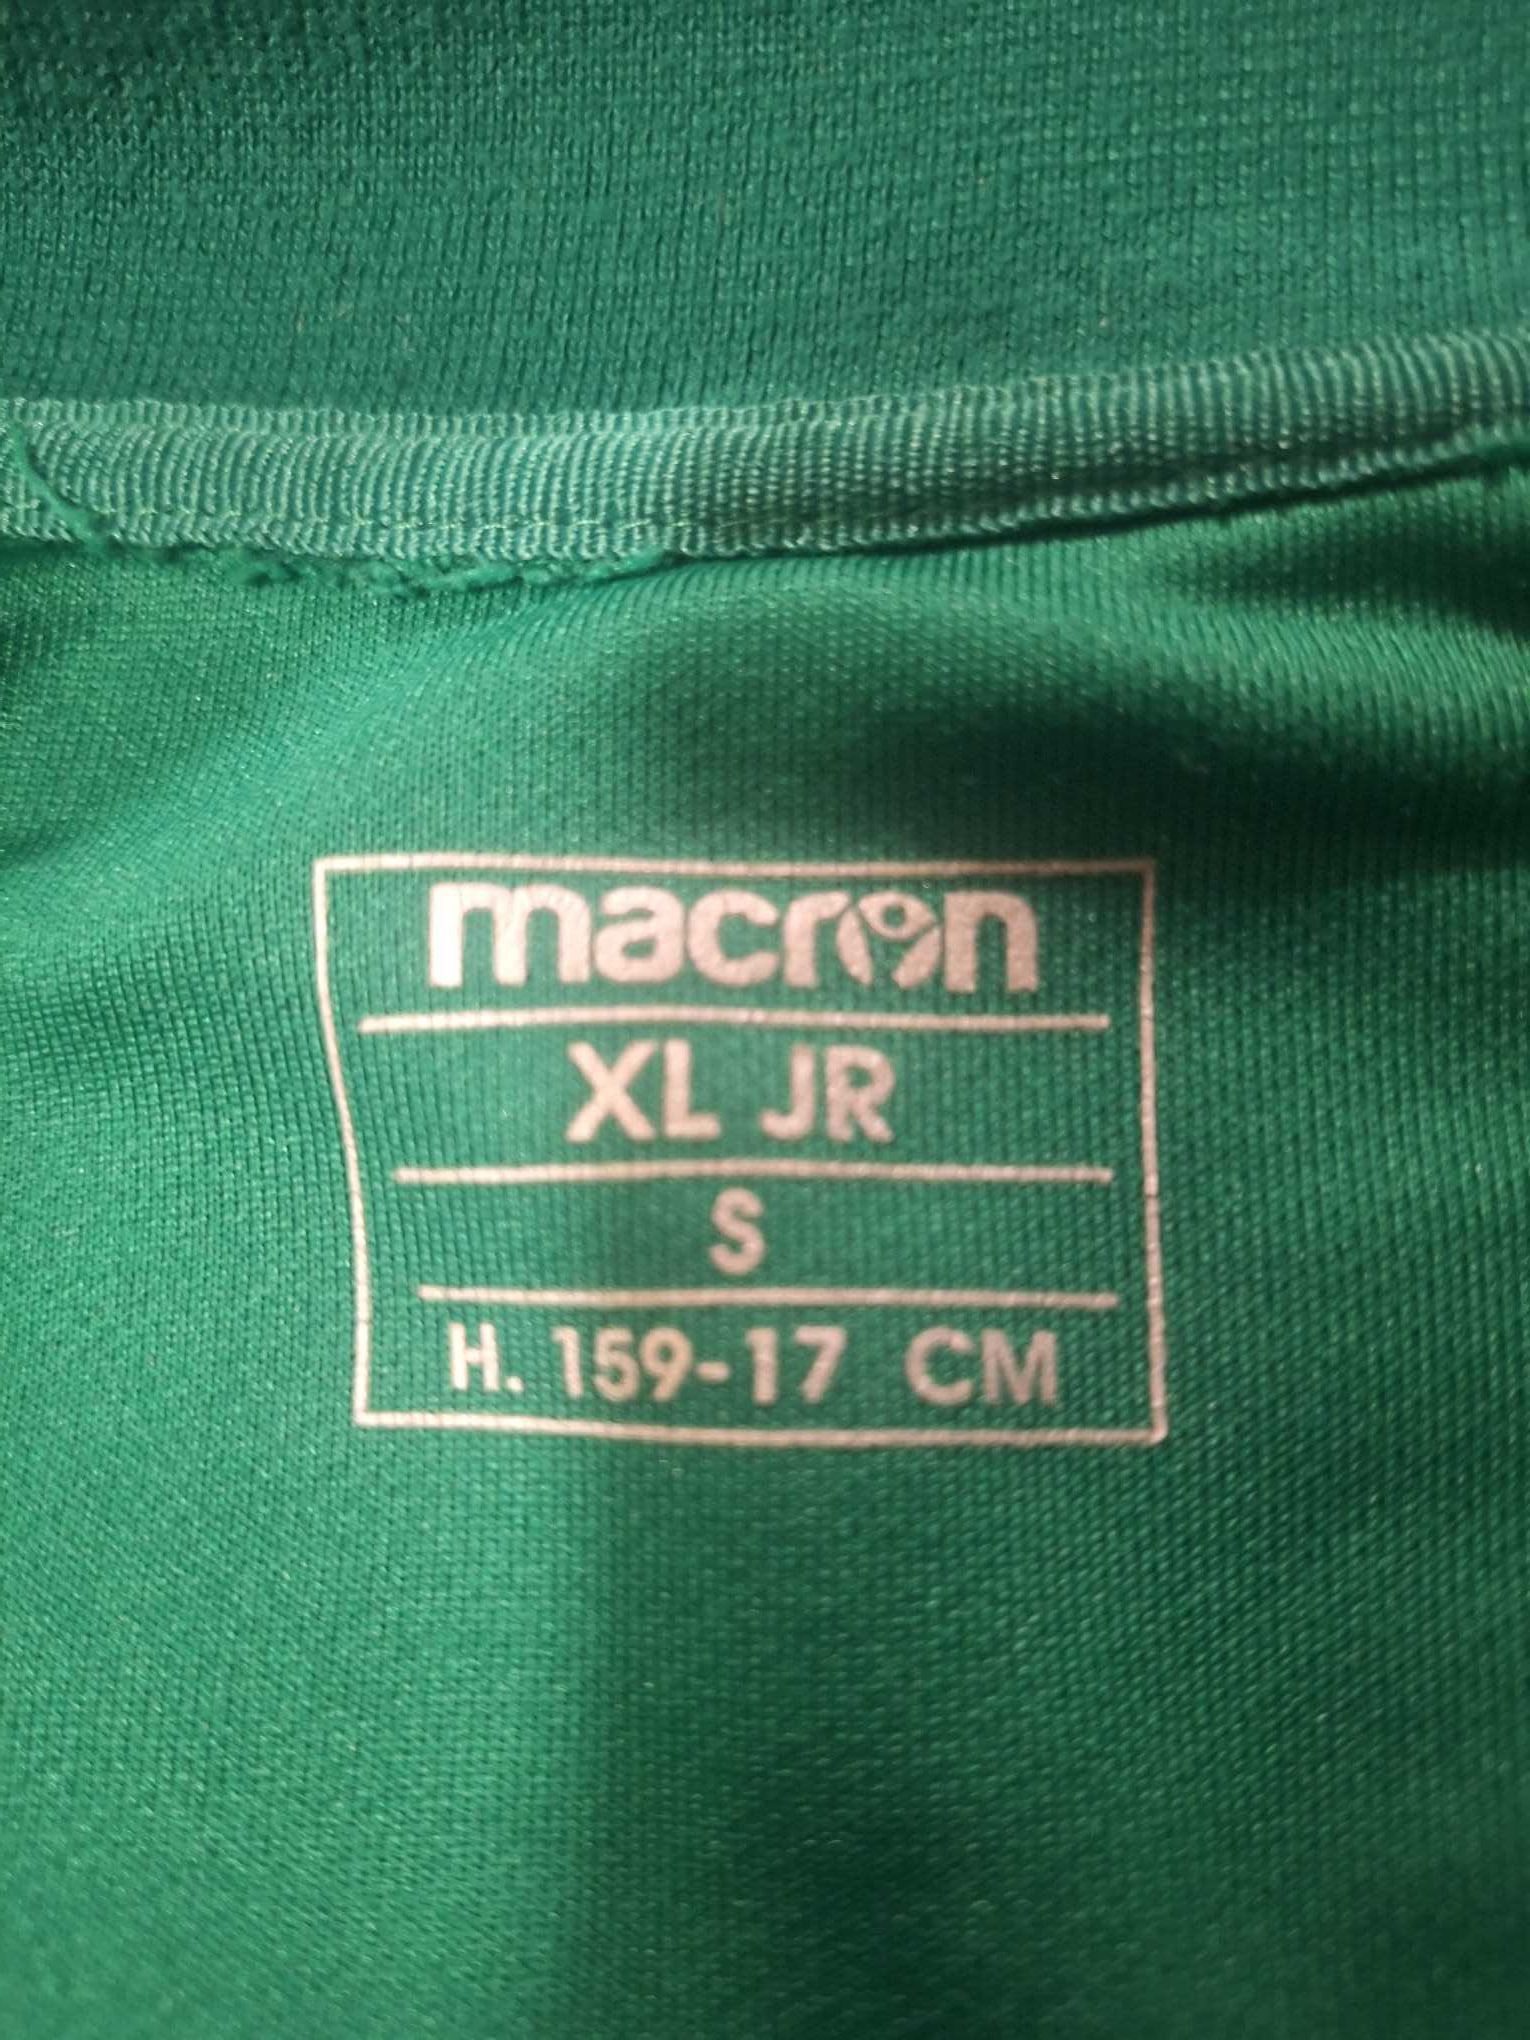 macron
XL JR
S
H. 159-17 CM